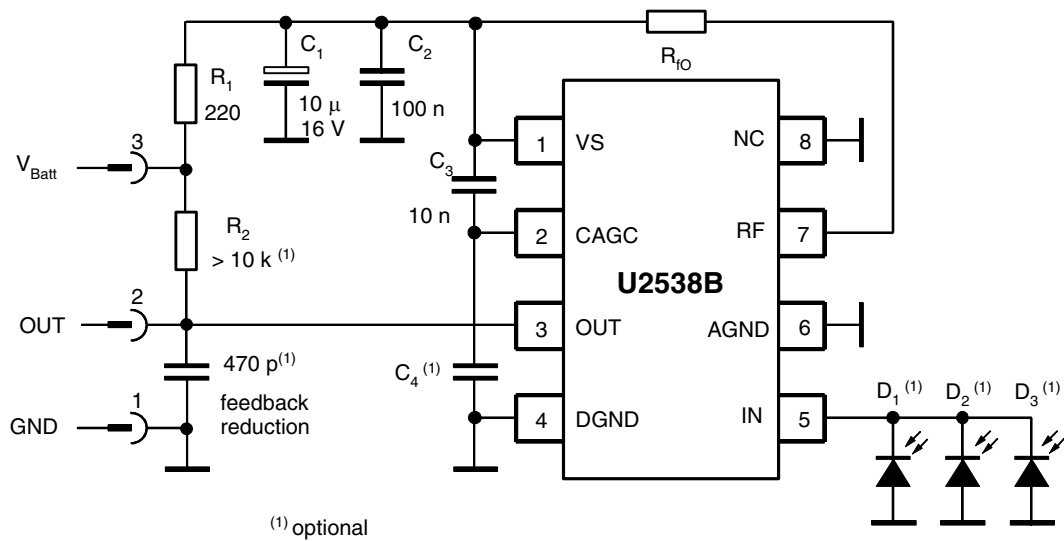 C1
10 µ
16 V
C2
100 n
RfO
R1
220
3
VBatt
R2
> 10 k (1)
2
OUT
470 p(1)
feedback
reduction
1
GND
C3
10 n
C4 (1)
1 VS
2 CAGC
3 OUT
4 DGND
U2538B
NC 8
RF 7
AGND 6
IN 5
D1 (1) D2 (1) D3 (1)
(1) optional